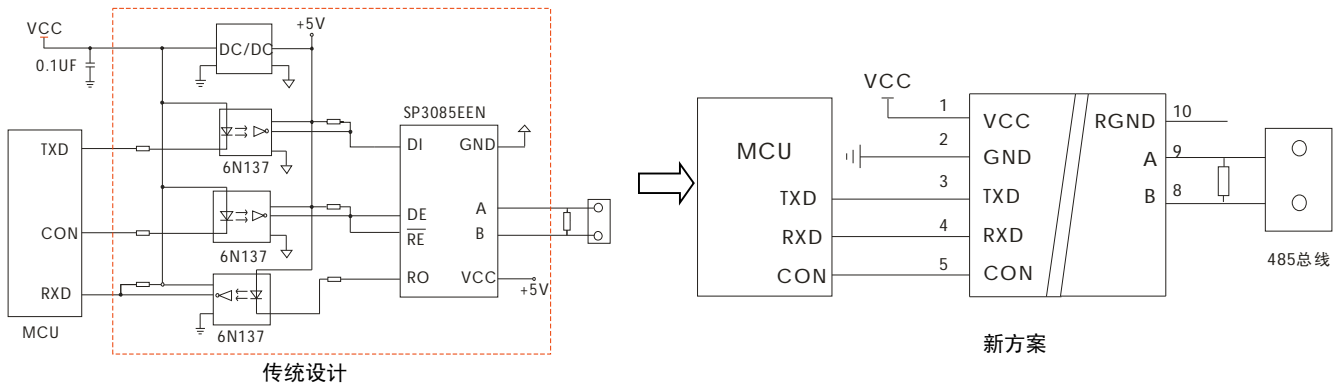 VCC
0.1UF
DC/DC
+5V
SP3085EEN
TXD
6N137
DI
GND
CON
6N137
DE
RE
A
B
RXD
6N137
RO
VCC
+5V
MCU
传统设计
MCU
TXD
RXD
CON
VCC
1
2
3
4
5
VCC
GND
TXD
RXD
CON
RGND
A
B
10
9
8
485总线
新方案